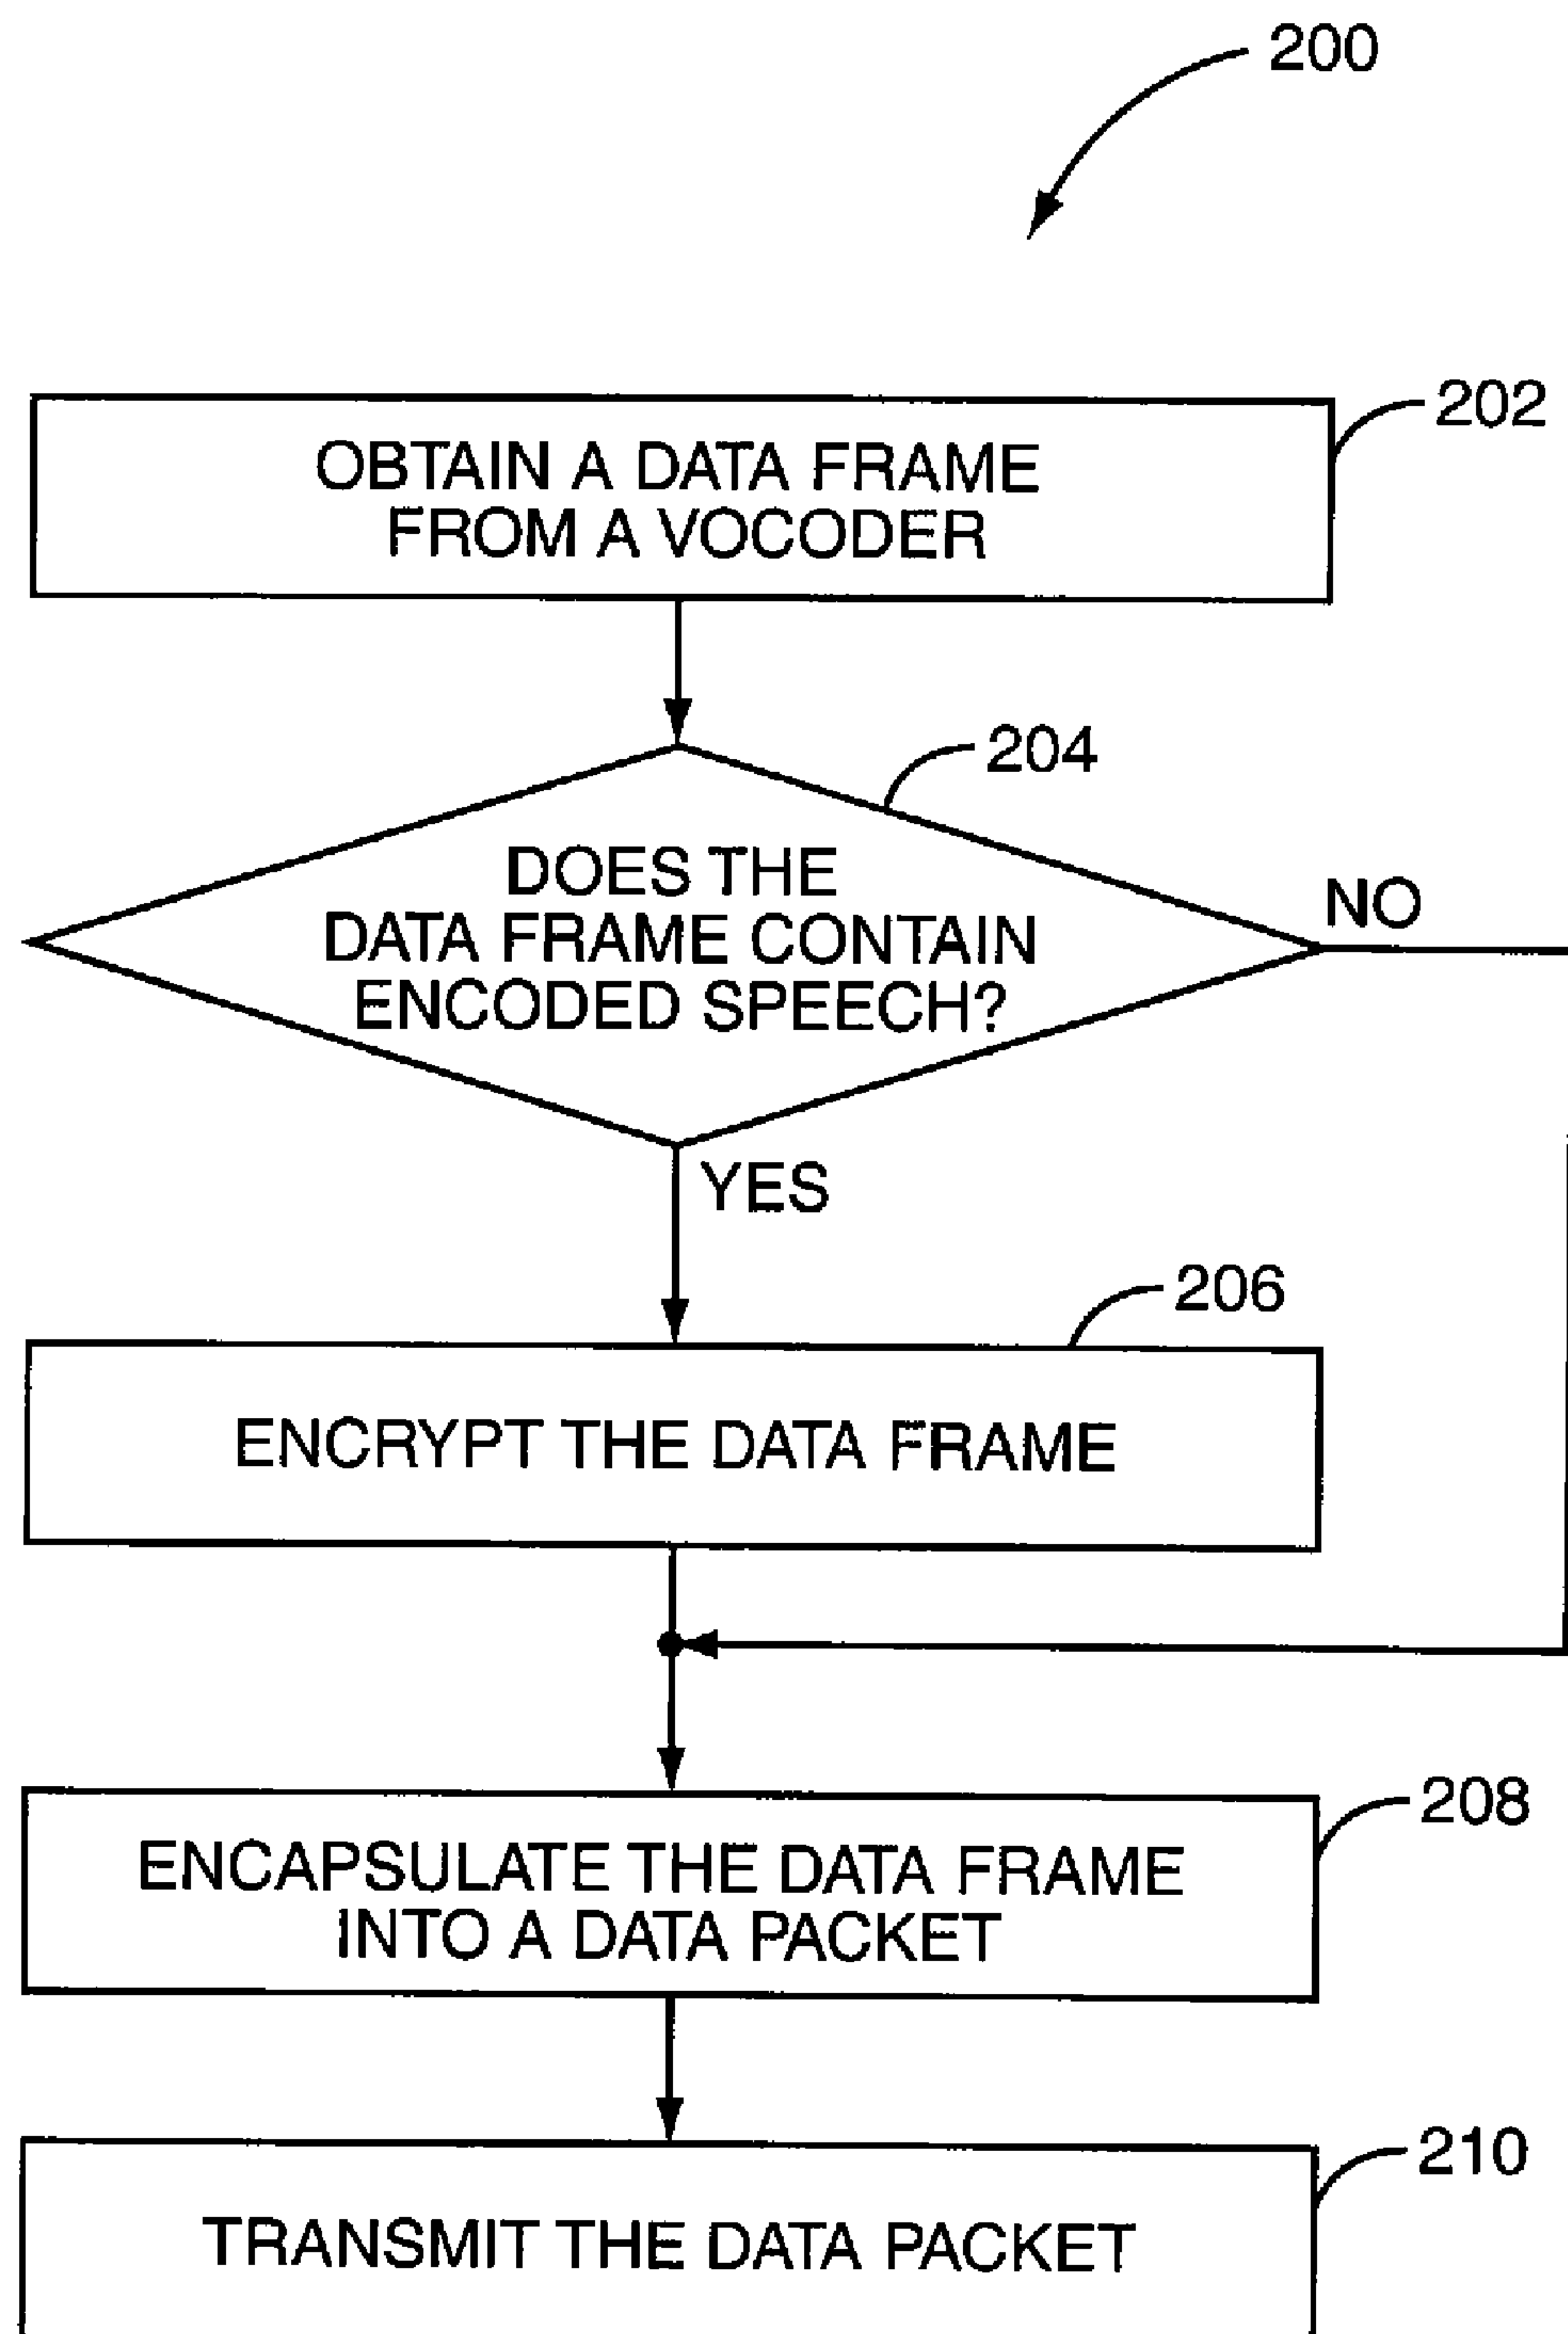 200
202
OBTAIN A DATA FRAME
FROM A VOCODER
204
DOES THE
DATA FRAME CONTAIN
ENCODED SPEECH?
NO
YES
206
ENCRYPT THE DATA FRAME
208
ENCAPSULATE THE DATA FRAME
INTO A DATA PACKET
210
TRANSMIT THE DATA PACKET